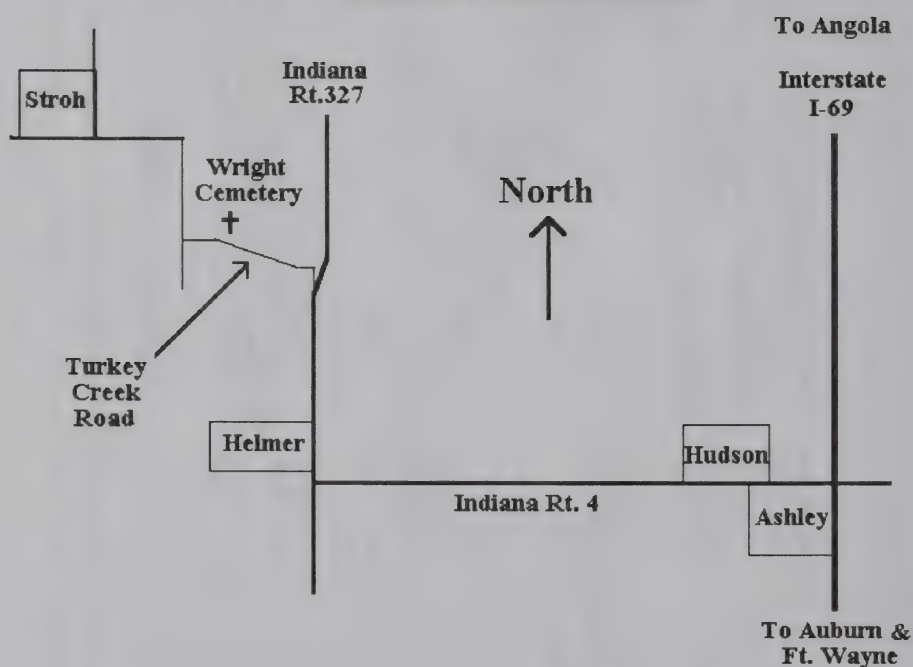 To Angola
Interstate
I-69
Indiana
Rt.327
Stroh
Wright
Cemetery
North
Turkey
Creek
Road
Helmer
Hudson
Indiana Rt. 4
Ashley
To Auburn &
Ft. Wayne